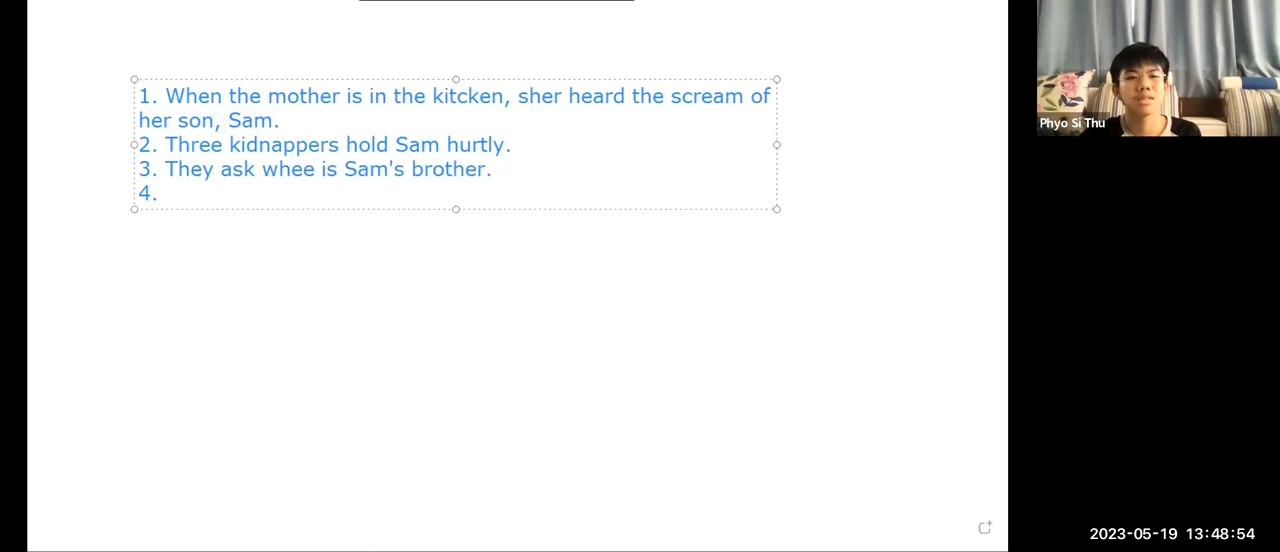 1. When the mother is in the kitcken, sher heard the scream of
her son, Sam.
2. Three kidnappers hold Sam hurtly.
3. They ask whee is Sam's brother.
4.
Phyo Si Thu
2023-05-19 13:48:54